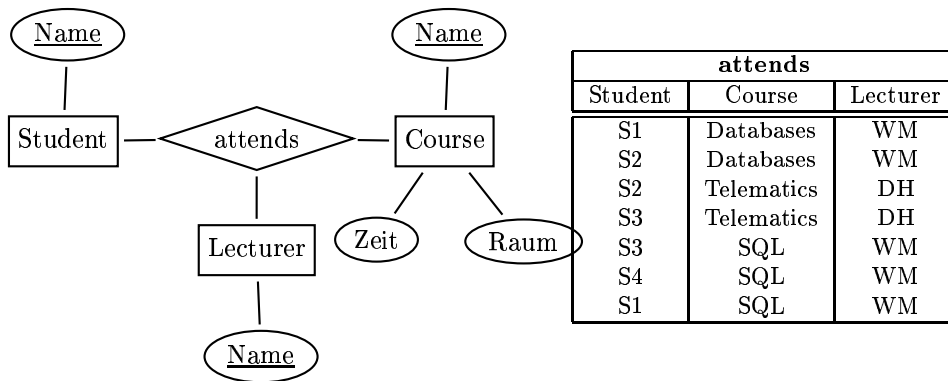 Name
Name
attends
Student Course Lecturer
Student
attends
Course
S1 Databases WM
S2 Databases WM
S2 Telematics DH
S3 Telematics DH
S3 SQL WM
S4 SQL WM
S1 SQL WM
Lecturer
Zeit
Raum
Name